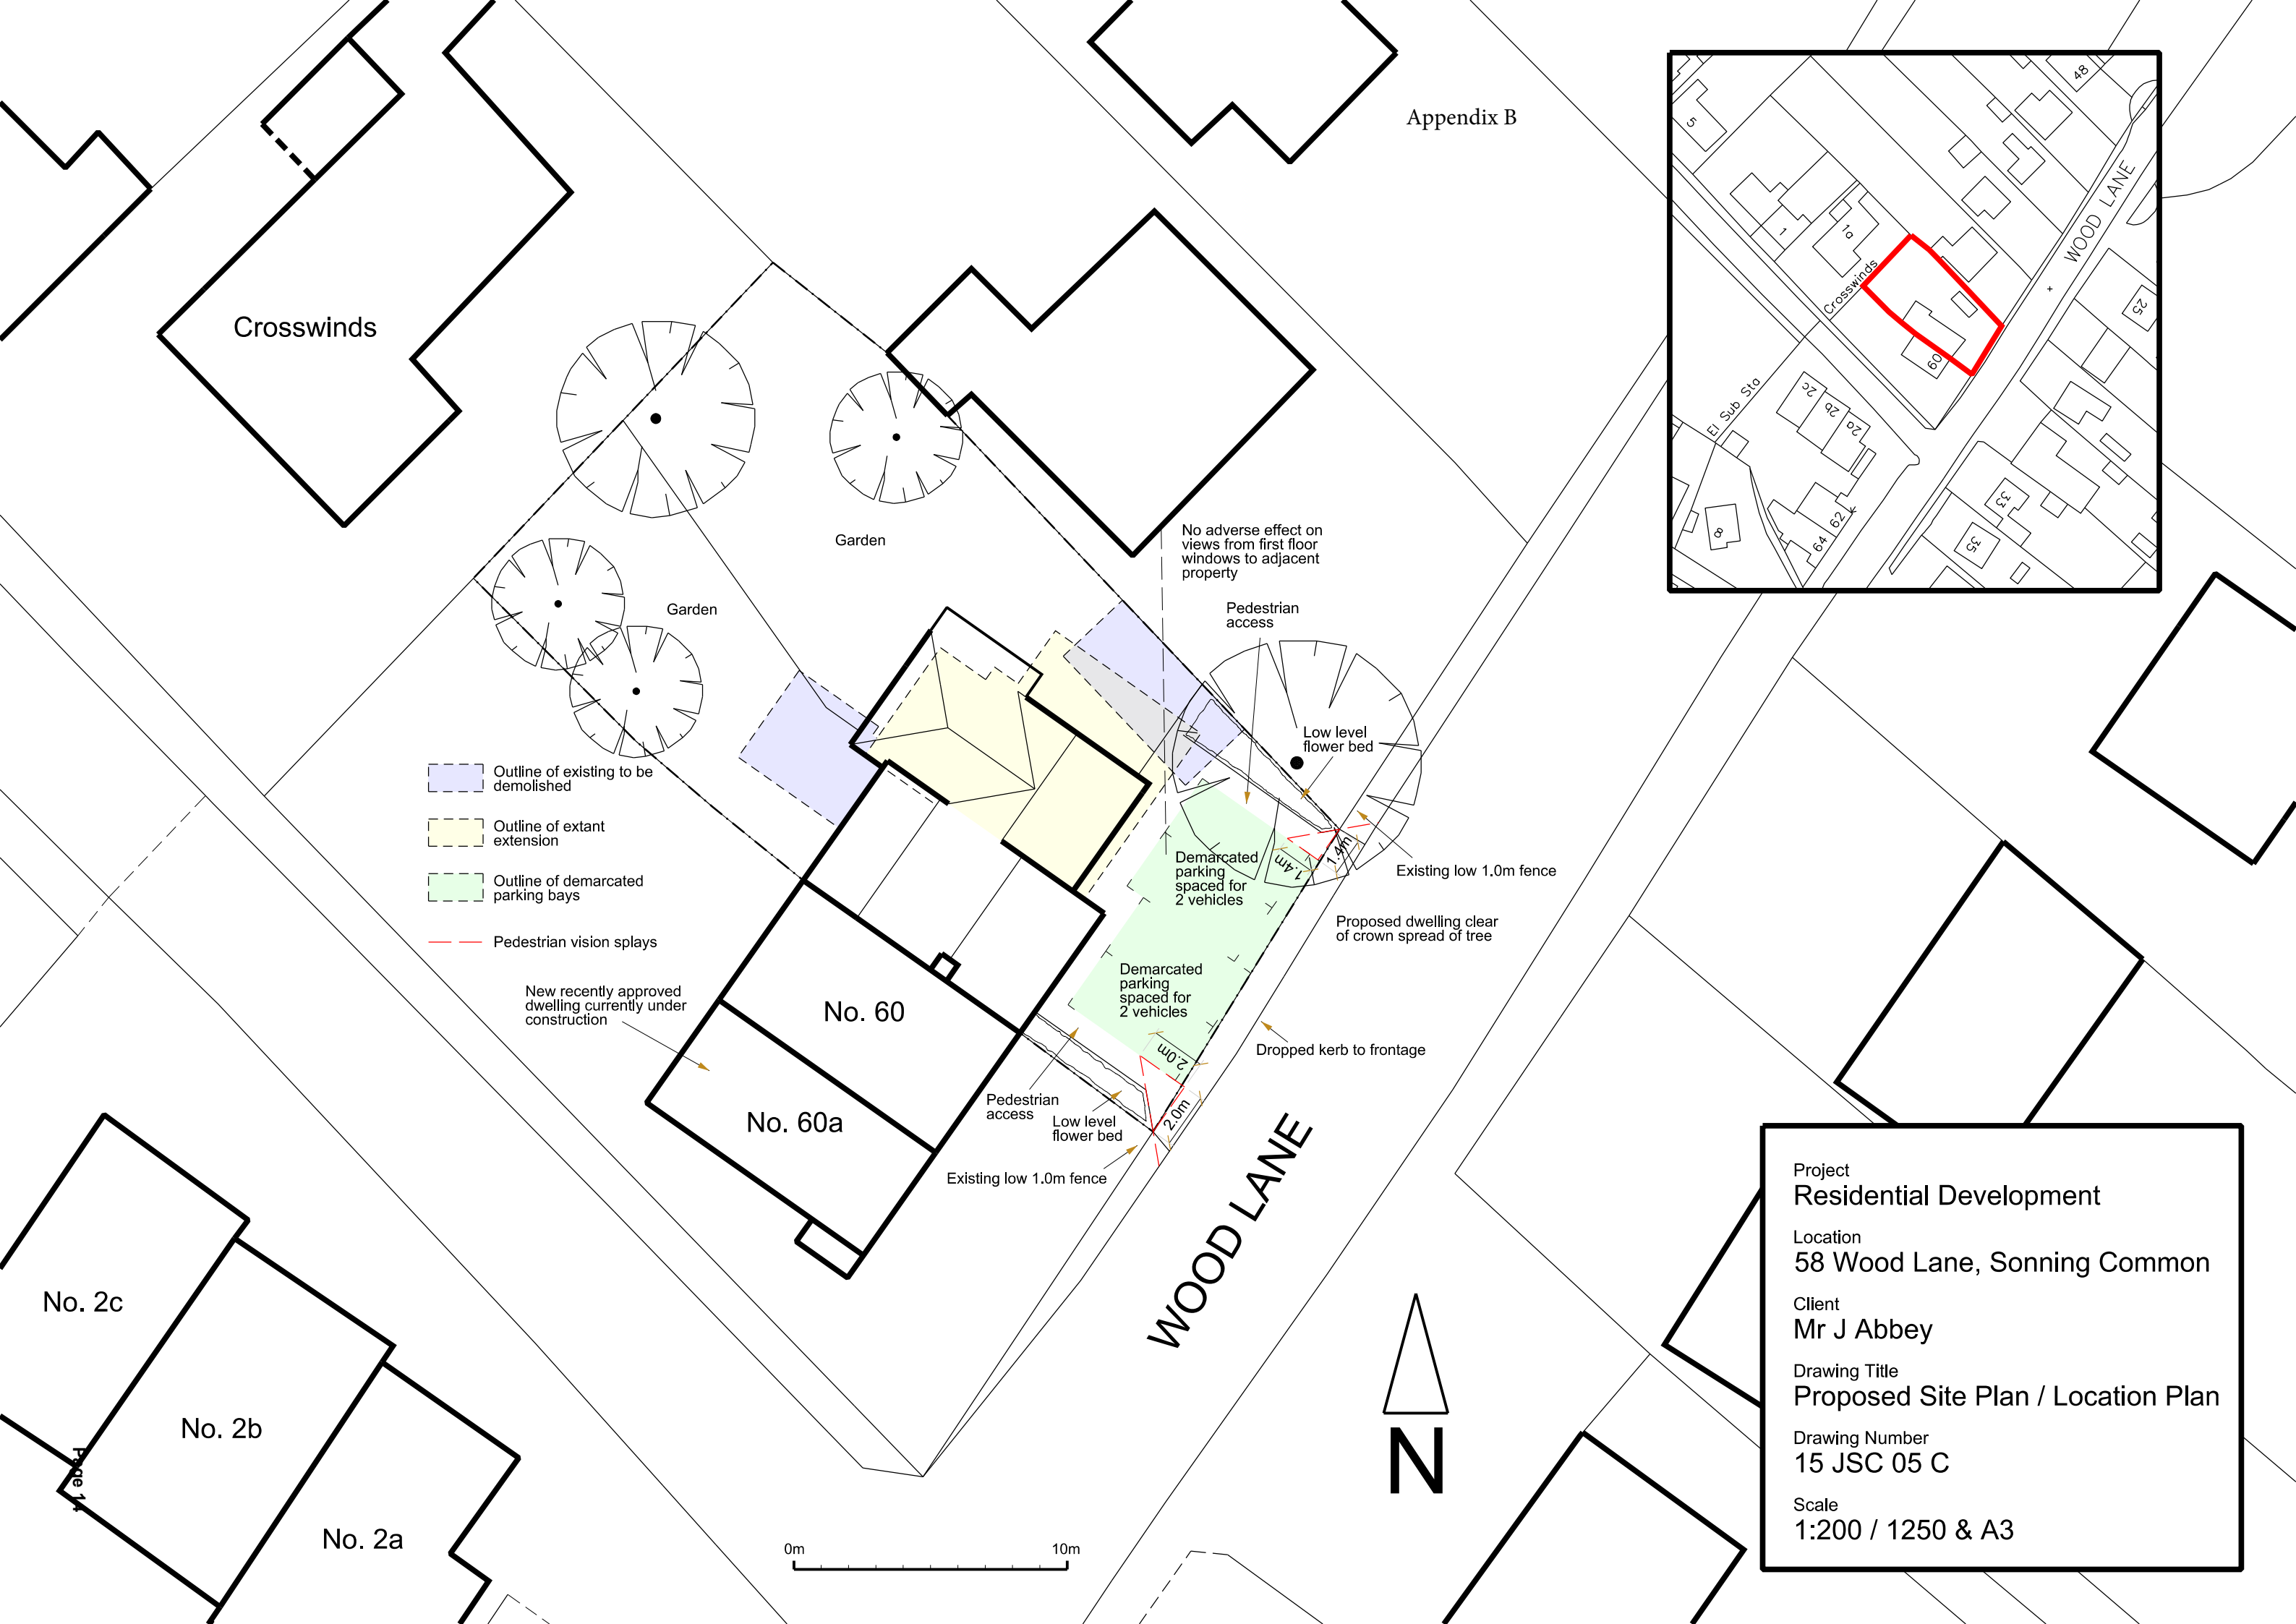 Appendix B
Crosswinds
Garden
Garden
No adverse effect on
views from first floor
windows to adjacent
property
Pedestrian
access
Low level
flower bed
Outline of existing to be
demolished
Outline of extant
extension
Outline of demarcated
parking bays
Pedestrian vision splays
Demarcated
parking
spaced for
2 vehicles
1.4m
1.4m
Existing low 1.0m fence
Proposed dwelling clear
of crown spread of tree
Demarcated
parking
spaced for
2 vehicles
New recently approved
dwelling currently under
construction
No. 60
2.0m
2.0m
Dropped kerb to frontage
Pedestrian
access
Low level
flower bed
No. 60a
Existing low 1.0m fence
WOOD LANE
No. 2c
No. 2b
No. 2a
N
0m
10m
5
48
1
1a
Crosswinds
WOOD LANE
60
25
El Sub Sta
2c
2b
2a
8
62
64
33
35
Project
Residential Development
Location
58 Wood Lane, Sonning Common
Client
Mr J Abbey
Drawing Title
Proposed Site Plan / Location Plan
Drawing Number
15 JSC 05 C
Scale
1:200 / 1250 & A3